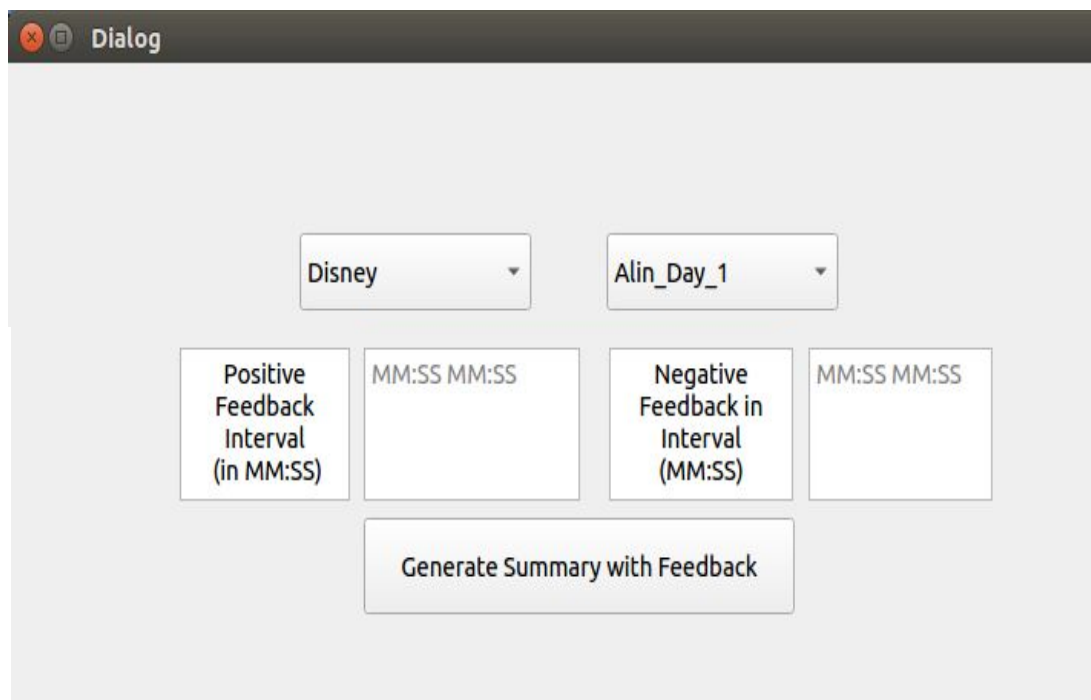 Dialog
Disney
Alin_Day_1
Positive
Feedback
Interval
(in MM:SS)
MM:SS MM:SS
Negative
Feedback in
Interval
(MM:SS)
MM:SS MM:SS
Generate Summary with Feedback